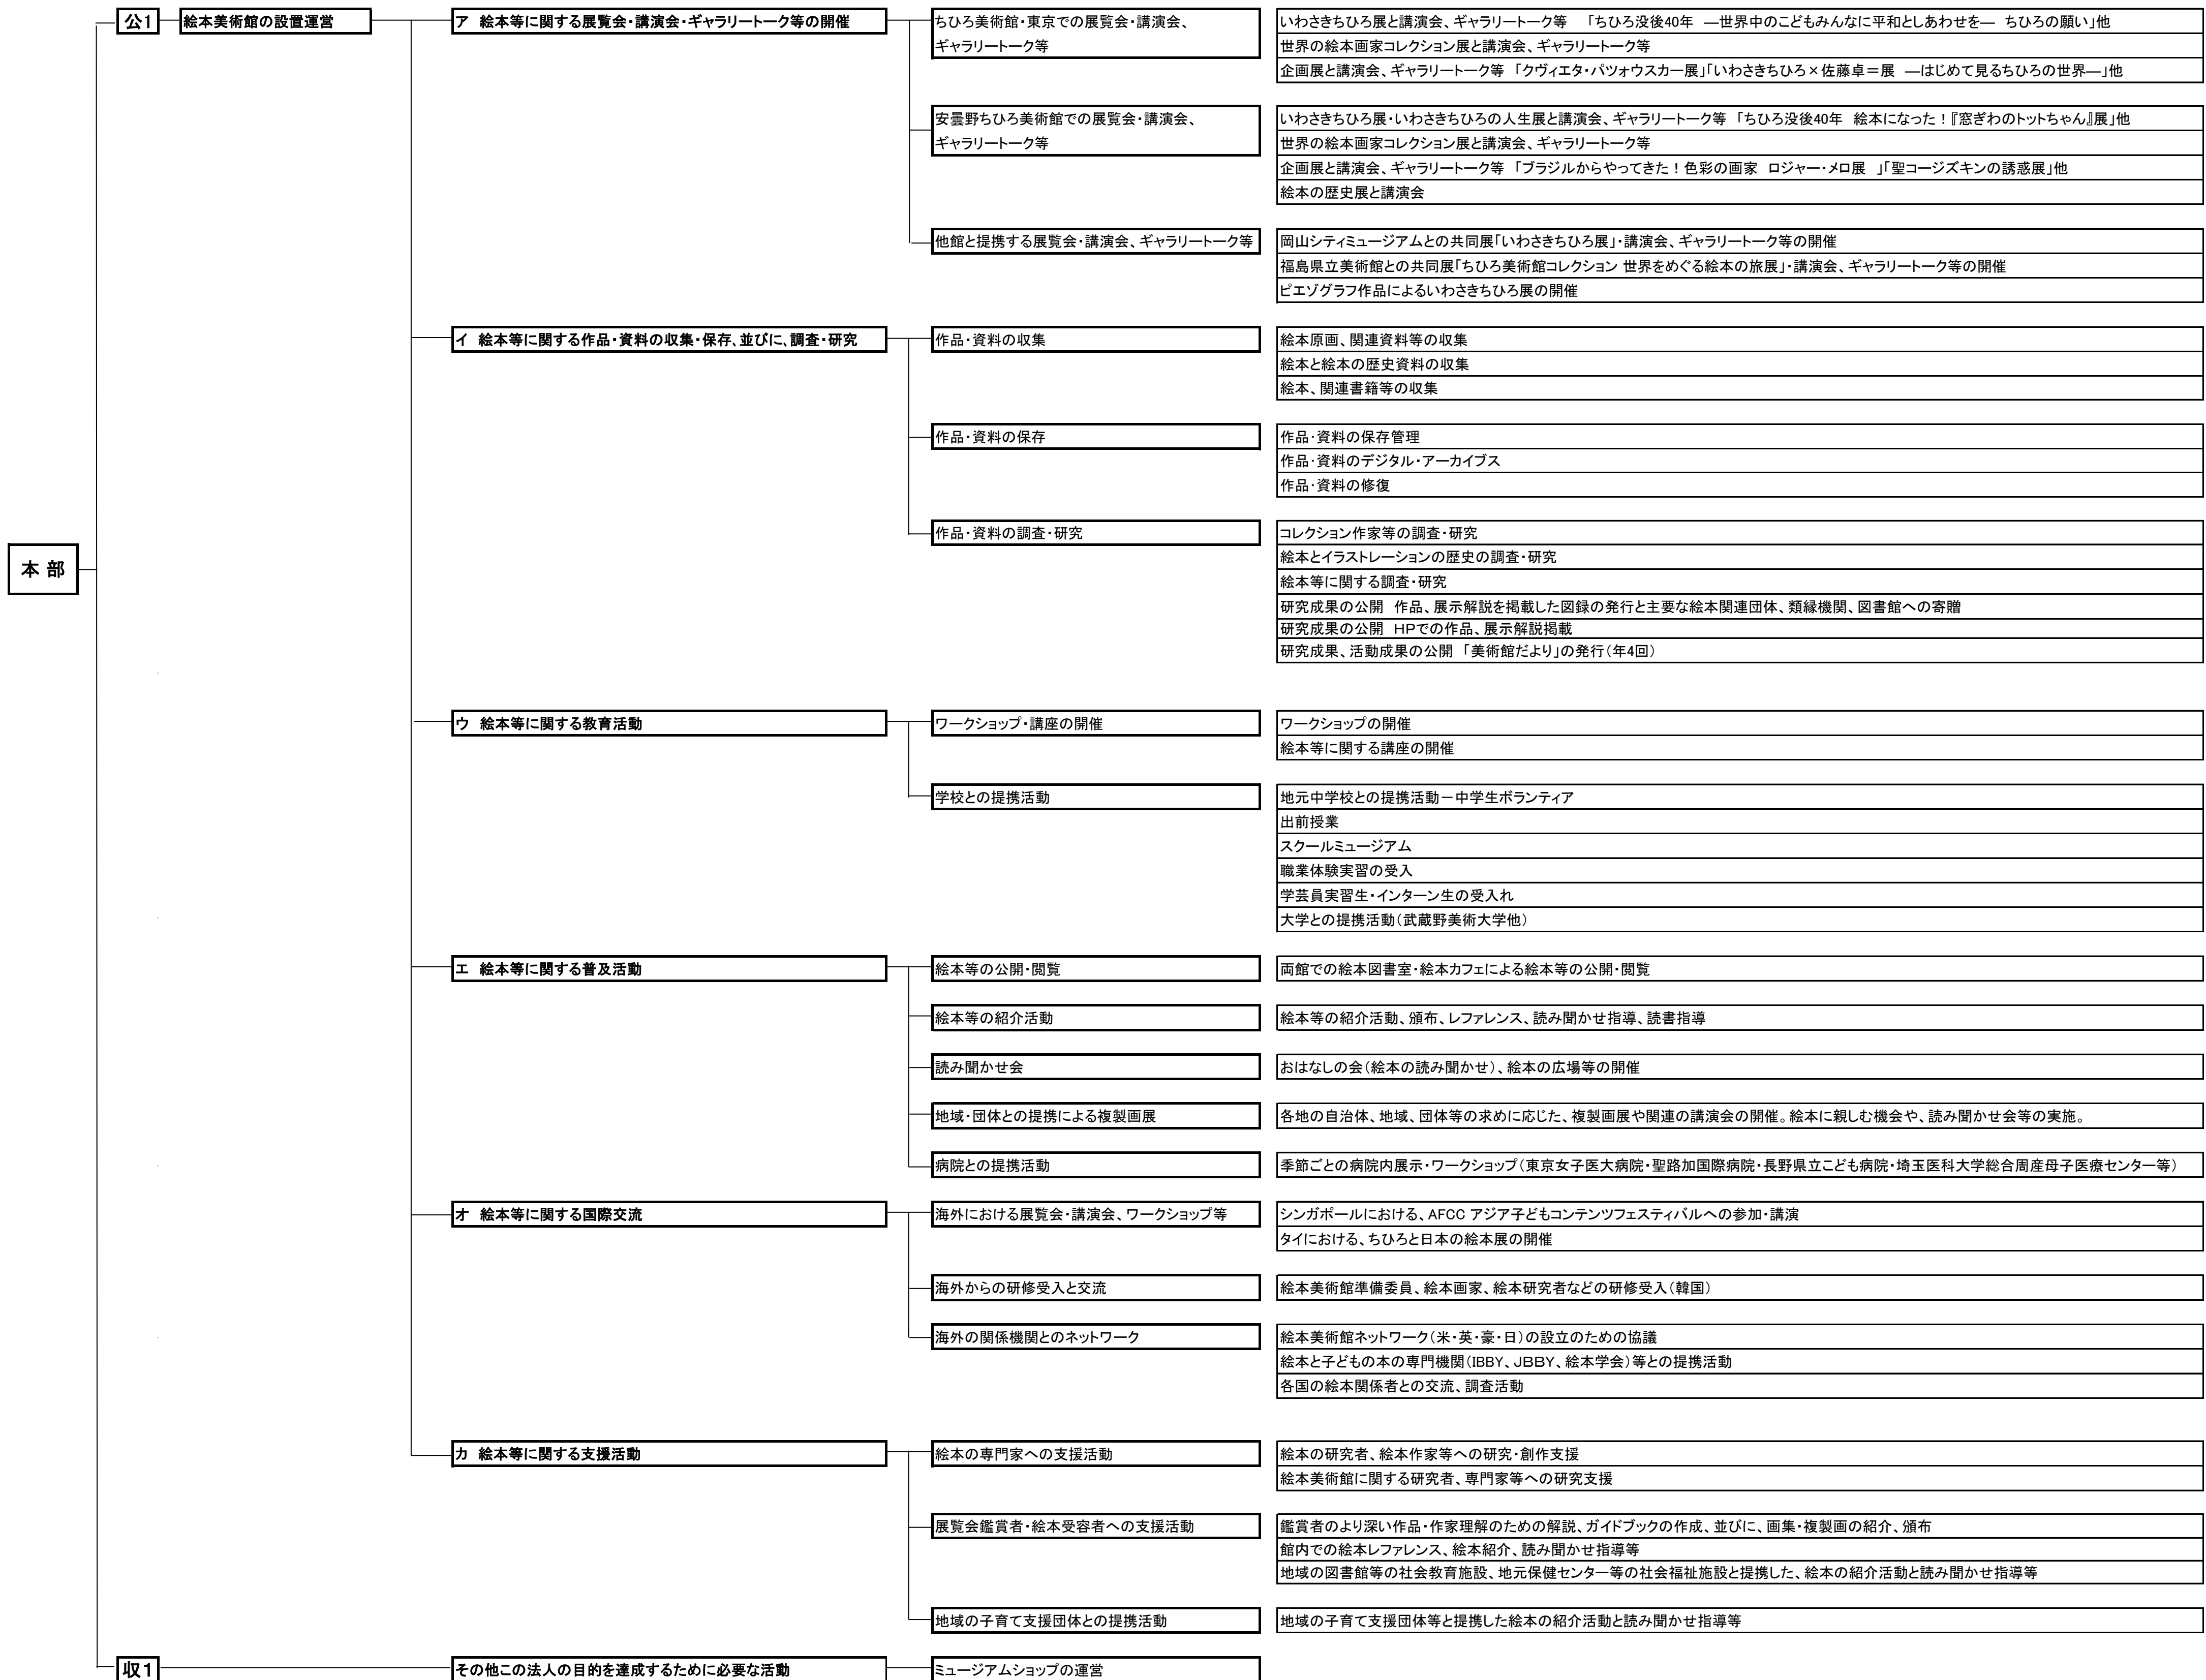 公1
絵本美術館の設置運営
ア　絵本等に関する展覧会・講演会・ギャラリートーク等の開催
ちひろ美術館・東京での展覧会・講演会、
ギャラリートーク等
いわさきちひろ展と講演会、ギャラリートーク等　「ちひろ没後40年　―世界中のこどもみんなに平和としあわせを―　ちひろの願い」他
世界の絵本画家コレクション展と講演会、ギャラリートーク等
企画展と講演会、ギャラリートーク等　「クヴィエタ・パツォウスカー展」「いわさきちひろ×佐藤卓＝展　―はじめて見るちひろの世界―」他
安曇野ちひろ美術館での展覧会・講演会、
ギャラリートーク等
いわさきちひろ展・いわさきちひろの人生展と講演会、ギャラリートーク等　「ちひろ没後40年　絵本になった！『窓ぎわのトットちゃん』展」他
世界の絵本画家コレクション展と講演会、ギャラリートーク等
企画展と講演会、ギャラリートーク等　「ブラジルからやってきた！色彩の画家　ロジャー・メロ展　」「聖コージズキンの誘惑展」他
絵本の歴史展と講演会
他館と提携する展覧会・講演会、ギャラリートーク等
岡山シティミュージアムとの共同展「いわさきちひろ展」・講演会、ギャラリートーク等の開催
福島県立美術館との共同展「ちひろ美術館コレクション 世界をめぐる絵本の旅展」・講演会、ギャラリートーク等の開催
ピエゾグラフ作品によるいわさきちひろ展の開催
イ　絵本等に関する作品・資料の収集・保存、並びに、調査・研究
作品・資料の収集
絵本原画、関連資料等の収集
絵本と絵本の歴史資料の収集
絵本、関連書籍等の収集
作品・資料の保存
作品・資料の保存管理
作品・資料のデジタル・アーカイブス
作品・資料の修復
作品・資料の調査・研究
コレクション作家等の調査・研究
絵本とイラストレーションの歴史の調査・研究
絵本等に関する調査・研究
研究成果の公開　作品、展示解説を掲載した図録の発行と主要な絵本関連団体、類縁機関、図書館への寄贈
研究成果の公開　HPでの作品、展示解説掲載
研究成果、活動成果の公開　「美術館だより」の発行（年4回）
本 部
ウ　絵本等に関する教育活動
ワークショップ・講座の開催
ワークショップの開催
絵本等に関する講座の開催
学校との提携活動
地元中学校との提携活動－中学生ボランティア
出前授業
スクールミュージアム
職業体験実習の受入
学芸員実習生・インターン生の受入れ
大学との提携活動（武蔵野美術大学他）
エ　絵本等に関する普及活動
絵本等の公開・閲覧
両館での絵本図書室・絵本カフェによる絵本等の公開・閲覧
絵本等の紹介活動
絵本等の紹介活動、頒布、レファレンス、読み聞かせ指導、読書指導
読み聞かせ会
おはなしの会（絵本の読み聞かせ）、絵本の広場等の開催
地域・団体との提携による複製画展
各地の自治体、地域、団体等の求めに応じた、複製画展や関連の講演会の開催。絵本に親しむ機会や、読み聞かせ会等の実施。
病院との提携活動
季節ごとの病院内展示・ワークショップ（東京女子医大病院・聖路加国際病院・長野県立こども病院・埼玉医科大学総合周産母子医療センター等）
オ　絵本等に関する国際交流
海外における展覧会・講演会、ワークショップ等
シンガポールにおける、AFCC アジア子どもコンテンツフェスティバルへの参加・講演
タイにおける、ちひろと日本の絵本展の開催
海外からの研修受入と交流
絵本美術館準備委員、絵本画家、絵本研究者などの研修受入（韓国）
海外の関係機関とのネットワーク
絵本美術館ネットワーク（米・英・豪・日）の設立のための協議
絵本と子どもの本の専門機関（IBBY、JBBY、絵本学会）等との提携活動
各国の絵本関係者との交流、調査活動
カ　絵本等に関する支援活動
絵本の専門家への支援活動
絵本の研究者、絵本作家等への研究・創作支援
絵本美術館に関する研究者、専門家等への研究支援
展覧会鑑賞者・絵本受容者への支援活動
鑑賞者のより深い作品・作家理解のための解説、ガイドブックの作成、並びに、画集・複製画の紹介、頒布
館内での絵本レファレンス、絵本紹介、読み聞かせ指導等
地域の図書館等の社会教育施設、地元保健センター等の社会福祉施設と提携した、絵本の紹介活動と読み聞かせ指導等
地域の子育て支援団体との提携活動
地域の子育て支援団体等と提携した絵本の紹介活動と読み聞かせ指導等
収1
その他この法人の目的を達成するために必要な活動
ミュージアムショップの運営